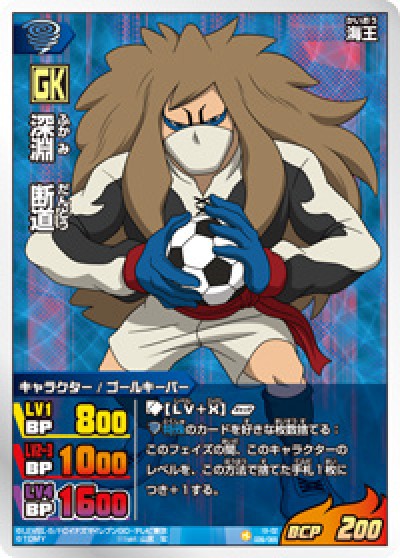 かいおう
海王
GK
深淵 断道
ふかみ だんどう
キャラクター / ゴールキーパー
LV1 BP 800
LV2-3 BP 1000
LV4 BP 1600
[LV+X]
のカードを好きな枚数捨てる:
このフェイズの間、このキャラクターの
レベルを、この方法で捨てた手札1枚に
つき+1する。
©TOMY
BCP 200